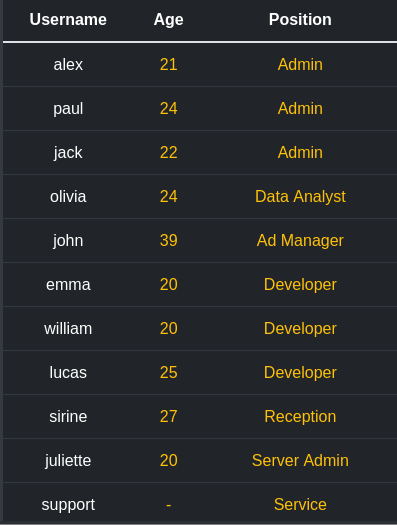 Username Age Position
alex 21 Admin
paul 24 Admin
jack 22 Admin
olivia 24 Data Analyst
john 39 Ad Manager
emma 20 Developer
william 20 Developer
lucas 25 Developer
sirine 27 Reception
juliette 20 Server Admin
support - Service